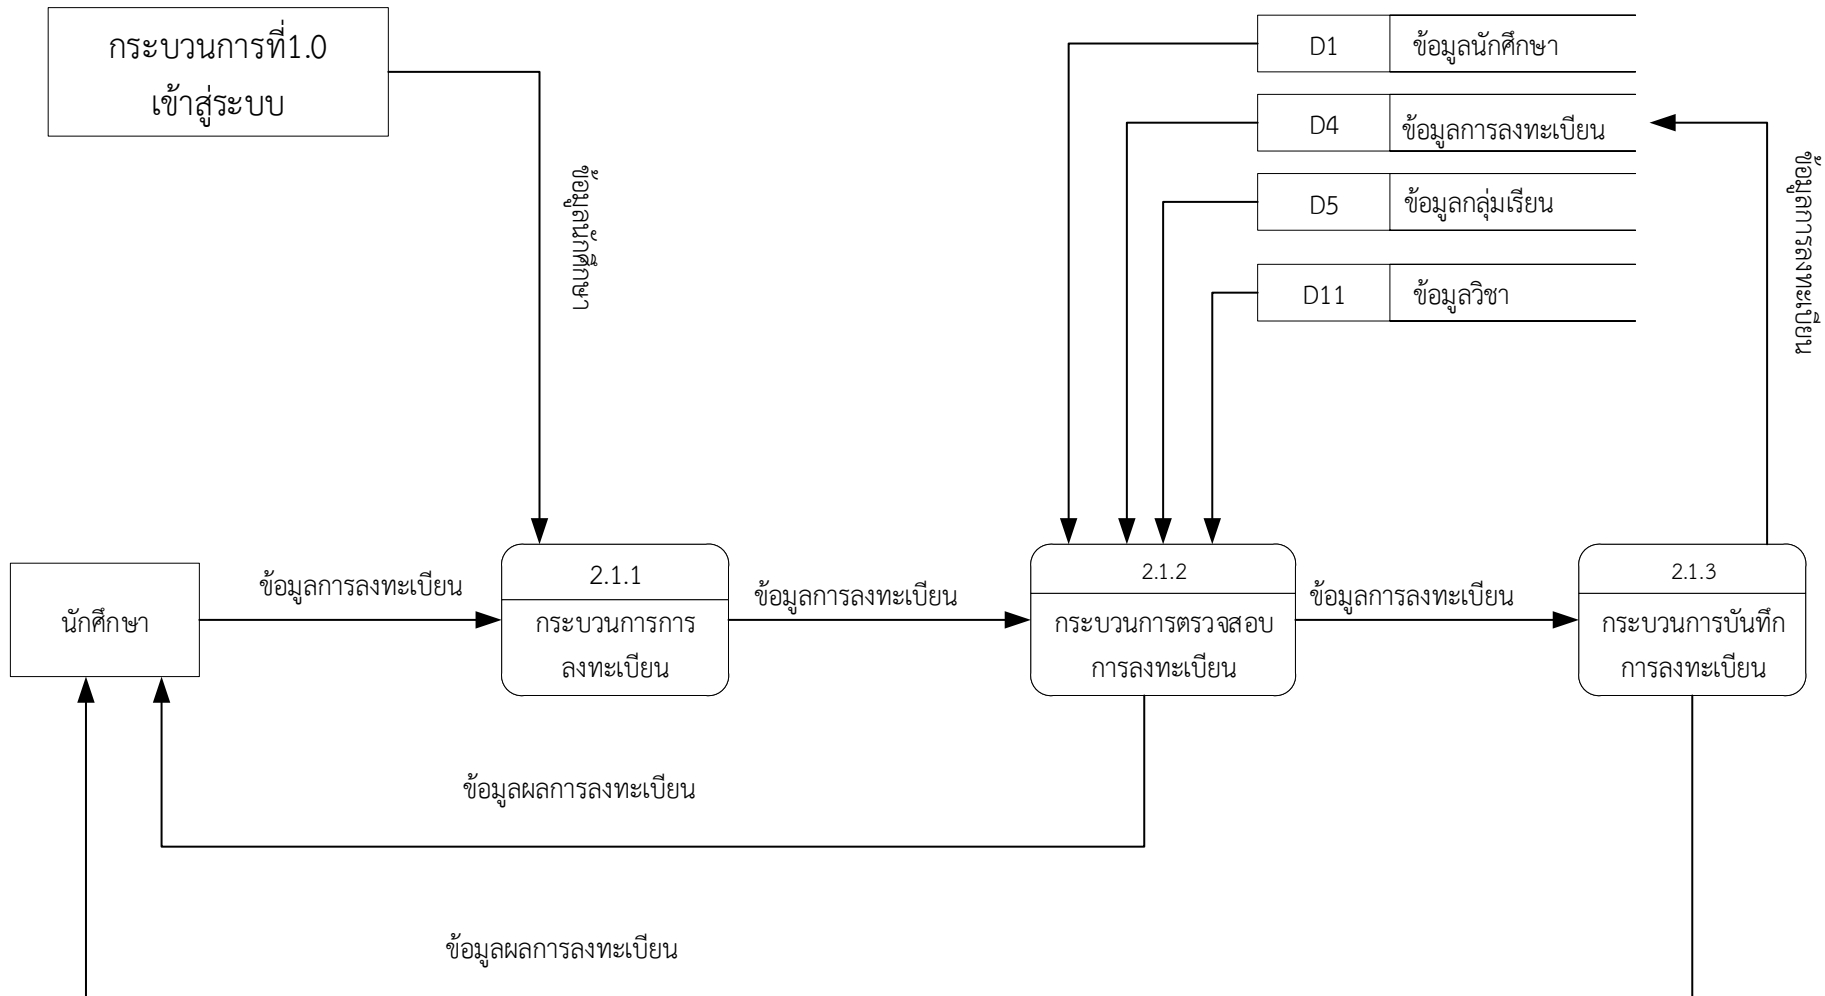 กระบวนการที่1.0
เข้าสู่ระบบ
D1
ข้อมูลนักศึกษา
D4
ข้อมูลการลงทะเบียน
D5
ข้อมูลกลุ่มเรียน
D11
ข้อมูลวิชา
ข้อมูลนักศึกษา
ข้อมูลการลงทะเบียน
นักศึกษา
ข้อมูลการลงทะเบียน
2.1.1
กระบวนการการ
ลงทะเบียน
ข้อมูลการลงทะเบียน
2.1.2
กระบวนการตรวจสอบ
การลงทะเบียน
ข้อมูลการลงทะเบียน
2.1.3
กระบวนการบันทึก
การลงทะเบียน
ข้อมูลผลการลงทะเบียน
ข้อมูลผลการลงทะเบียน